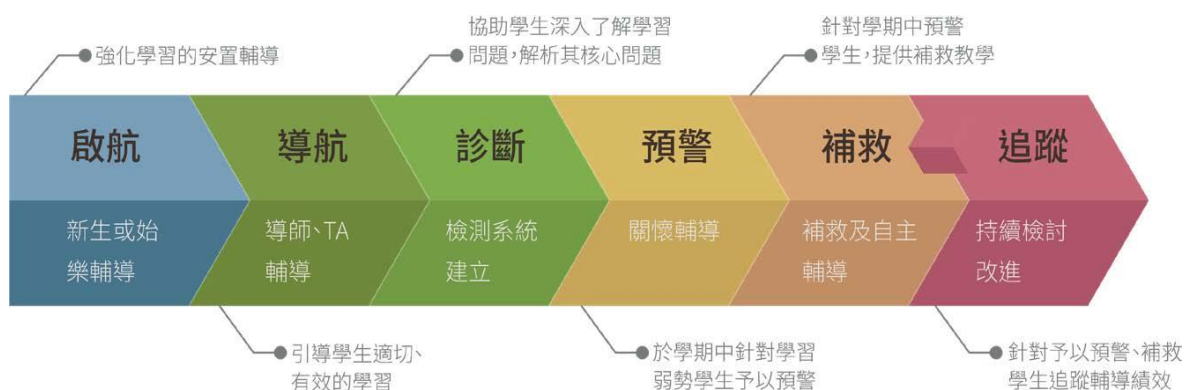 協助學生深入了解學習
針對學期中預警
強化學習的安置輔導
問題,解析其核心問題
學生,提供補救教學
啟航
導航
診斷
預警
補救
追蹤
新生或始
樂輔導
導師、TA
輔導
檢測系統
建立
關懷輔導
補救及自主
輔導
持續檢討
改進
引導學生適切、
有效的學習
於學期中針對學習
弱勢學生予以預警
針對予以預警、補救
學生追蹤輔導績效